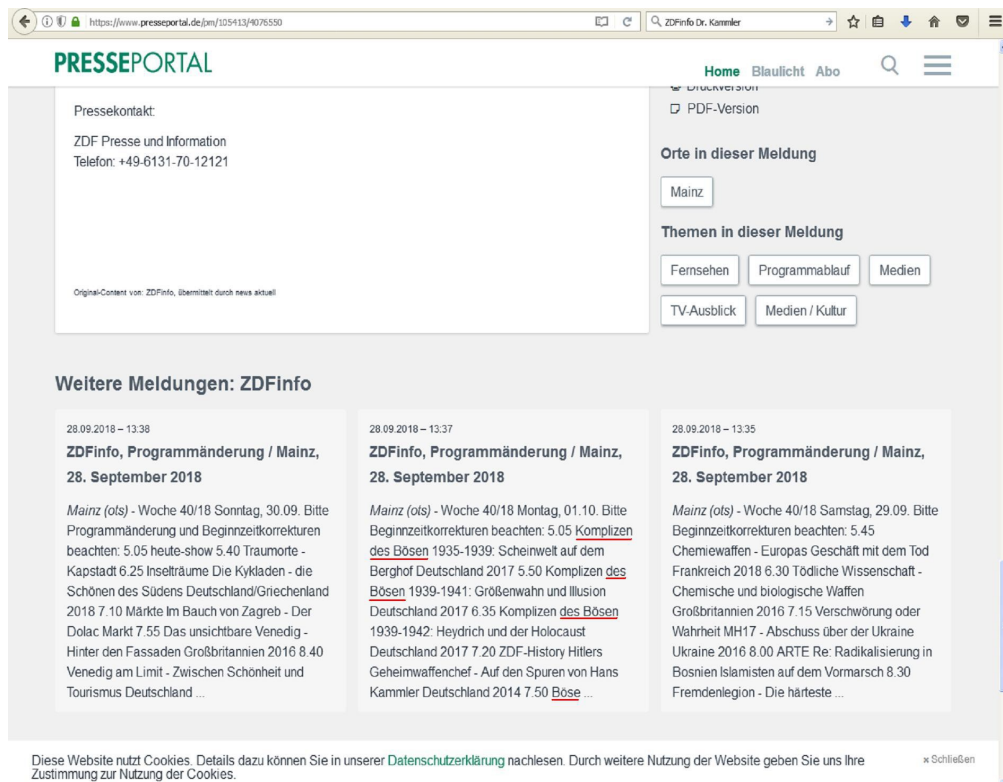 https://www.presseportal.de/pm/105413/4076550
ZDFinfo Dr. Kammler
PRESSEPORTAL
Home Blaulicht Abo
Druckversion
Pressekontakt:
PDF-Version
ZDF Presse und Information
Telefon: +49-6131-70-12121
Orte in dieser Meldung
Mainz
Themen in dieser Meldung
Fernsehen Programmablauf Medien
Original-Content von: ZDFinfo, übermittelt durch news aktuell
TV-Ausblick Medien / Kultur
Weitere Meldungen: ZDFinfo
28.09.2018 – 13:38
ZDFinfo, Programmänderung / Mainz,
28. September 2018
Mainz (ots) - Woche 40/18 Sonntag, 30.09. Bitte
Programmänderung und Beginnzeitkorrekturen
beachten: 5.05 heute-show 5.40 Traumorte -
Kapstadt 6.25 Inselträume Die Kykladen - die
Schönen des Südens Deutschland/Griechenland
2018 7.10 Märkte Im Bauch von Zagreb - Der
Dolac Markt 7.55 Das unsichtbare Venedig -
Hinter den Fassaden Großbritannien 2016 8.40
Venedig am Limit - Zwischen Schönheit und
Tourismus Deutschland ...
28.09.2018 – 13:37
ZDFinfo, Programmänderung / Mainz,
28. September 2018
Mainz (ots) - Woche 40/18 Montag, 01.10. Bitte
Beginnzeitkorrekturen beachten: 5.05 Komplizen
des Bösen 1935-1939: Scheinwelt auf dem
Berghof Deutschland 2017 5.50 Komplizen des
Bösen 1939-1941: Größenwahn und Illusion
Deutschland 2017 6.35 Komplizen des Bösen
1939-1942: Heydrich und der Holocaust
Deutschland 2017 7.20 ZDF-History Hitlers
Geheimwaffenchef - Auf den Spuren von Hans
Kammler Deutschland 2014 7.50 Böse ...
28.09.2018 – 13:35
ZDFinfo, Programmänderung / Mainz,
28. September 2018
Mainz (ots) - Woche 40/18 Samstag, 29.09. Bitte
Beginnzeitkorrekturen beachten: 5.45
Chemiewaffen - Europas Geschäft mit dem Tod
Frankreich 2018 6.30 Tödliche Wissenschaft -
Chemische und biologische Waffen
Großbritannien 2016 7.15 Verschwörung oder
Wahrheit MH17 - Abschuss über der Ukraine
Ukraine 2016 8.00 ARTE Re: Radikalisierung in
Bosnien Islamisten auf dem Vormarsch 8.30
Fremdenlegion - Die härteste ...
Diese Website nutzt Cookies. Details dazu können Sie in unserer Datenschutzerklärung nachlesen. Durch weitere Nutzung der Website geben Sie uns Ihre
Zustimmung zur Nutzung der Cookies.
x Schließen